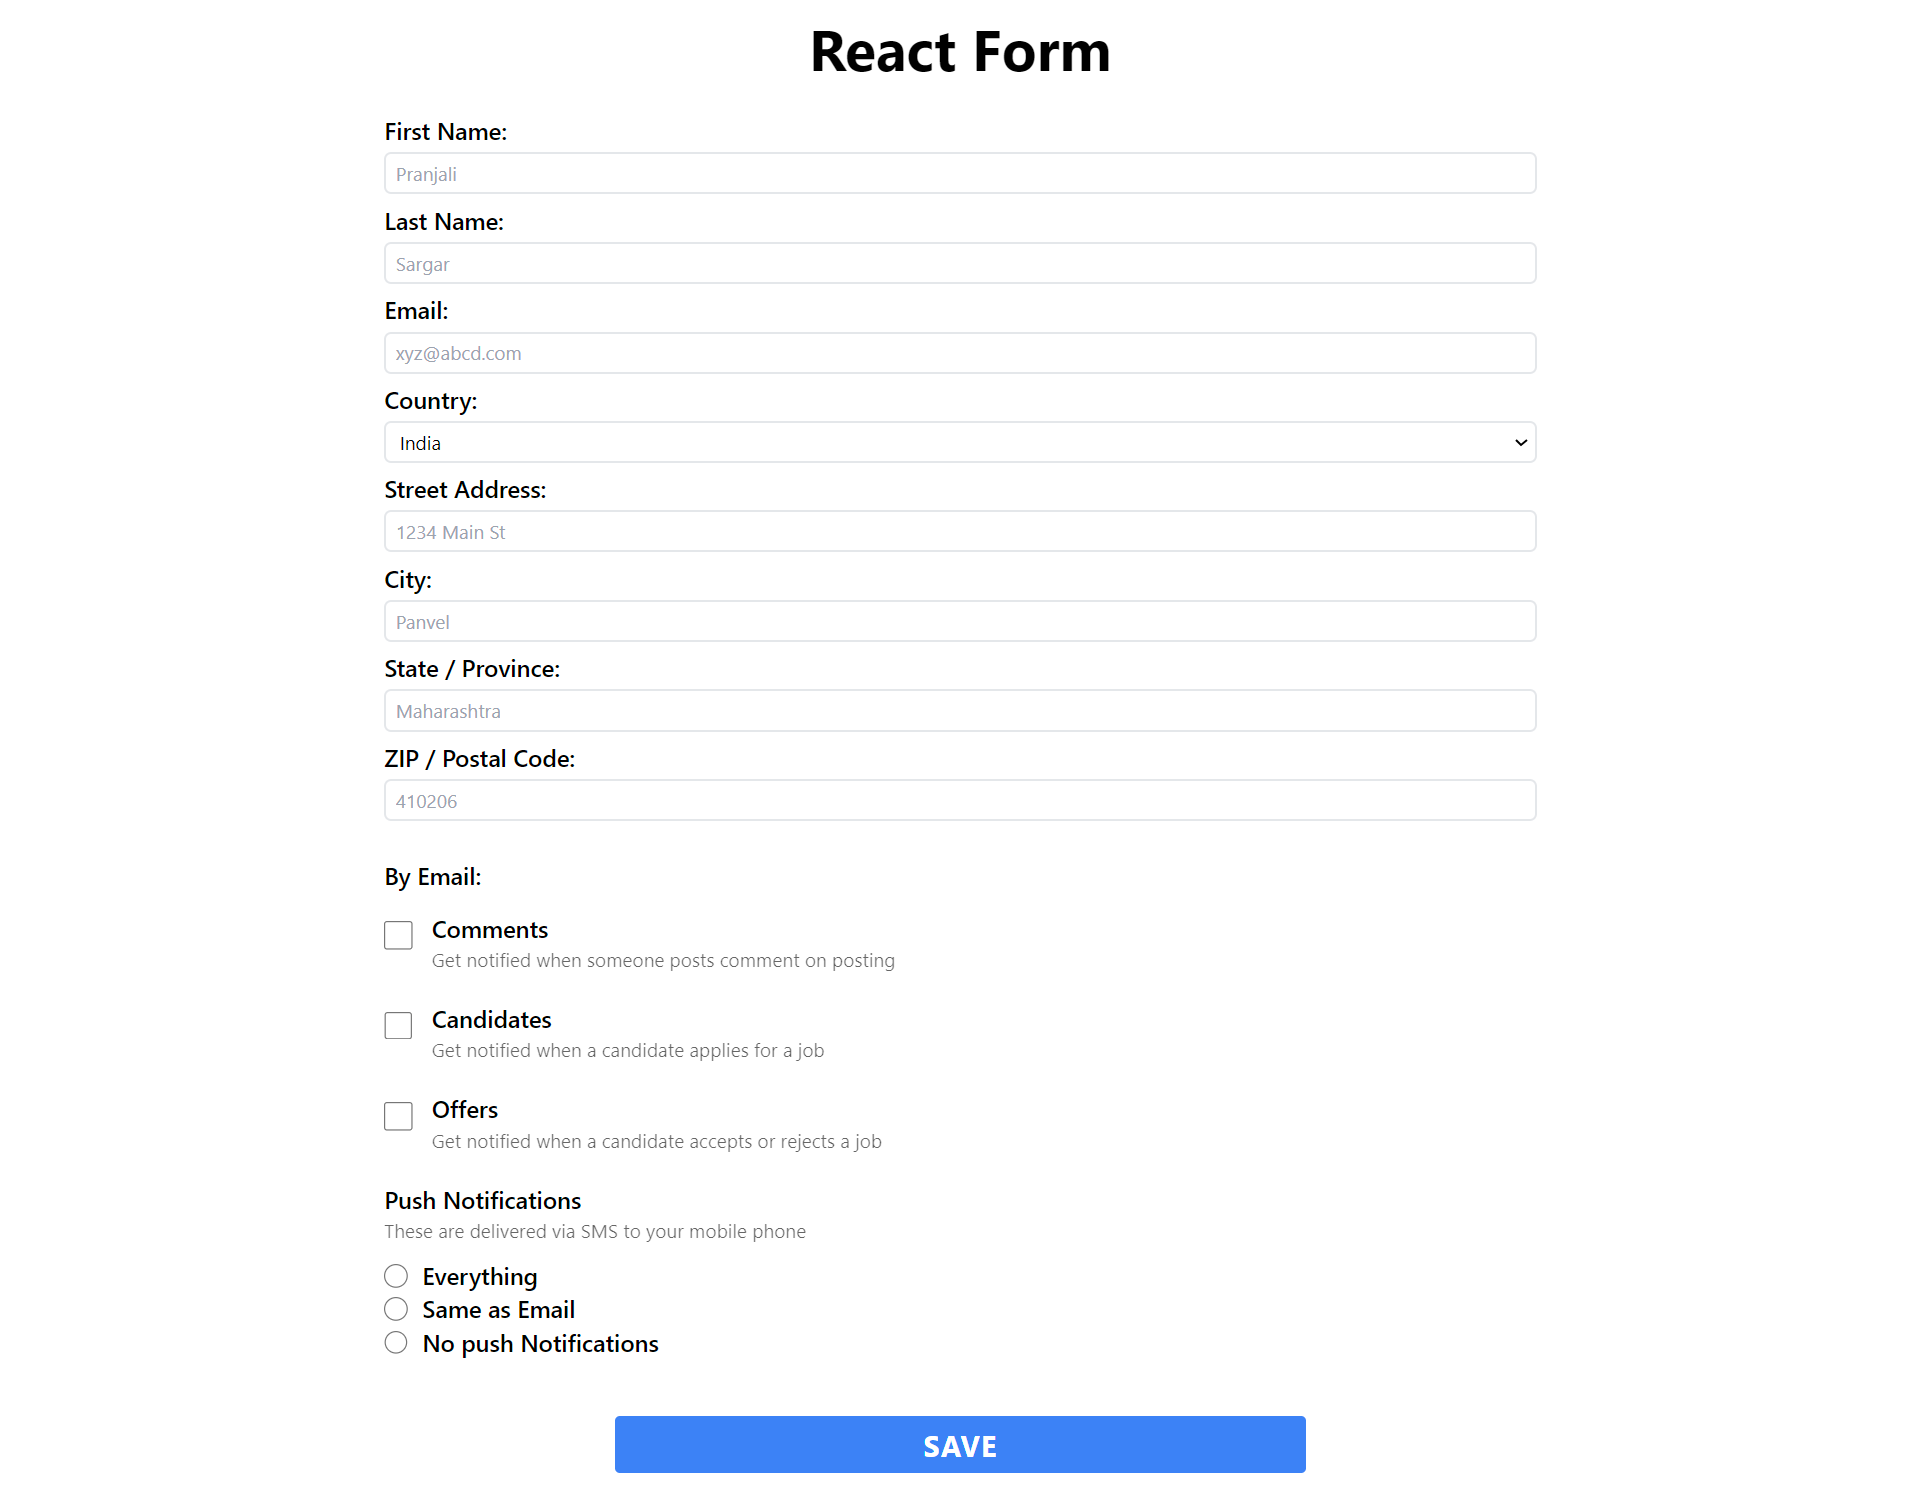 React Form
First Name:
Pranjali
Last Name:
Sargar
Email:
xyz@abcd.com
Country:
India
Street Address:
1234 Main St
City:
Panvel
State / Province:
Maharashtra
ZIP / Postal Code:
410206
By Email:
Comments
Get notified when someone posts comment on posting
Candidates
Get notified when a candidate applies for a job
Offers
Get notified when a candidate accepts or rejects a job
Push Notifications
These are delivered via SMS to your mobile phone
Everything
Same as Email
No push Notifications
SAVE